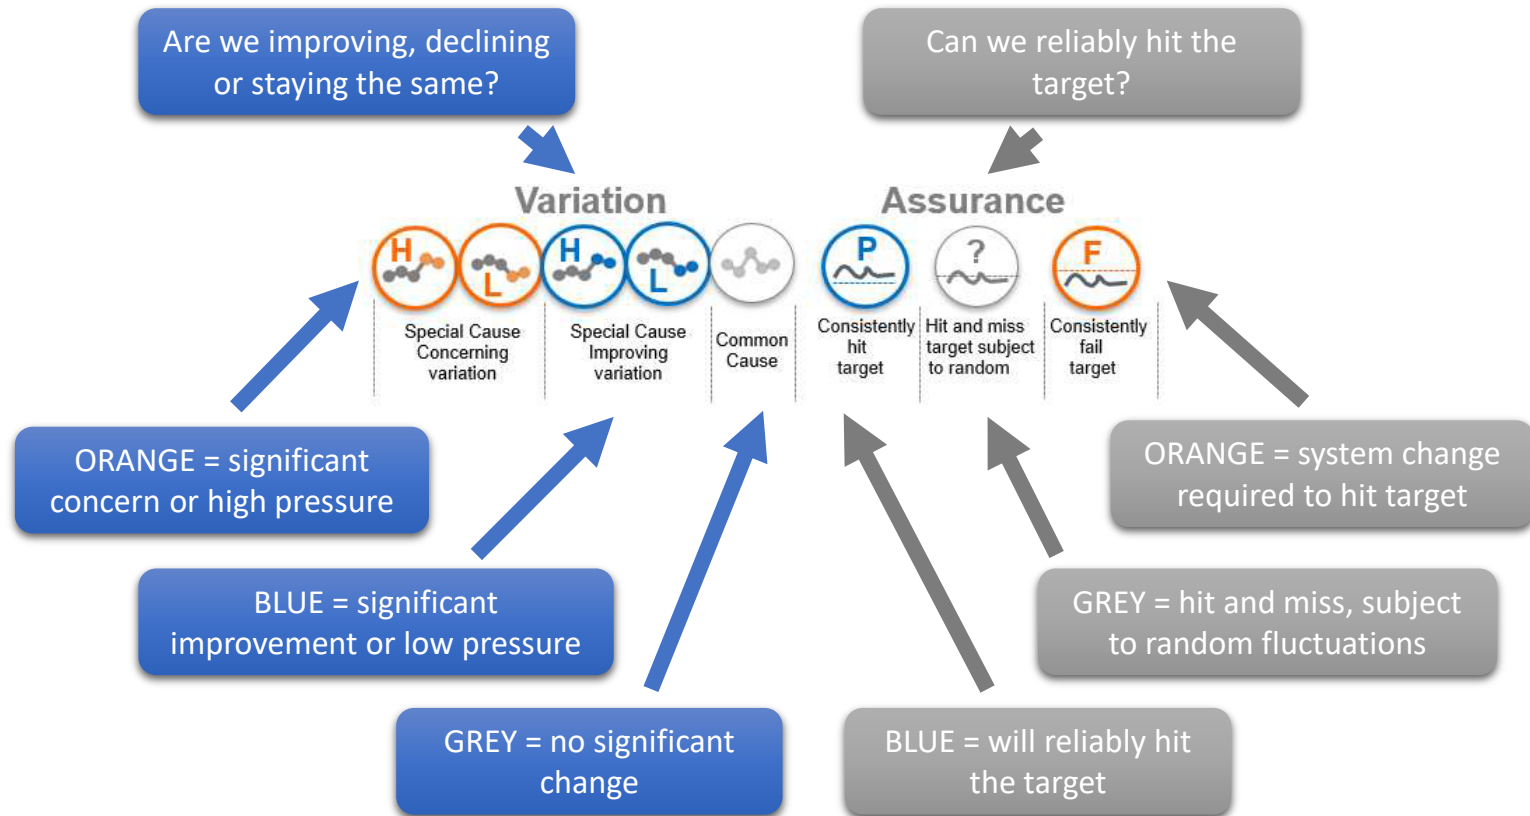 Are we improving, declining
or staying the same?
Can we reliably hit the
target?
Variation
Assurance
H
L
H
L
P
?
F
Special Cause
Concerning
variation
Special Cause
Improving
variation
Common
Cause
Consistently
hit
target
Hit and miss
target subject
to random
Consistently
fail
target
ORANGE = significant
concern or high pressure
ORANGE = system change
required to hit target
BLUE = significant
improvement or low pressure
GREY = hit and miss, subject
to random fluctuations
GREY = no significant
change
BLUE = will reliably hit
the target